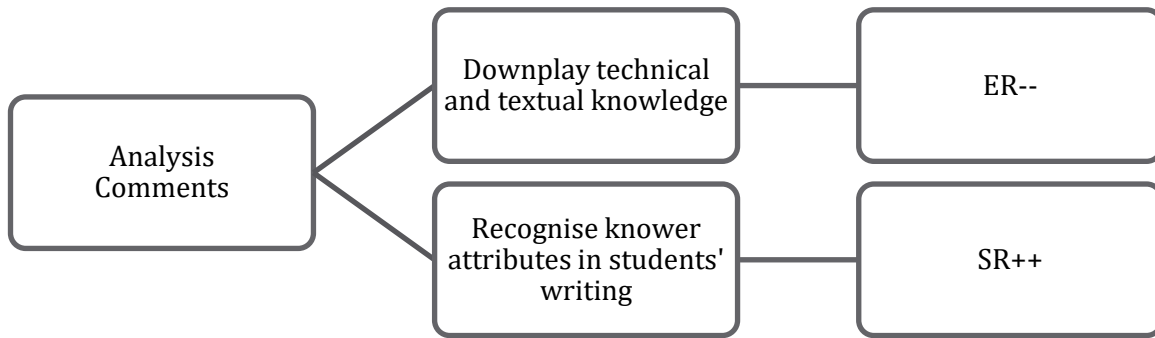 Analysis
Comments
Downplay technical
and textual knowledge
ER--
Recognise knower
attributes in students'
writing
SR++